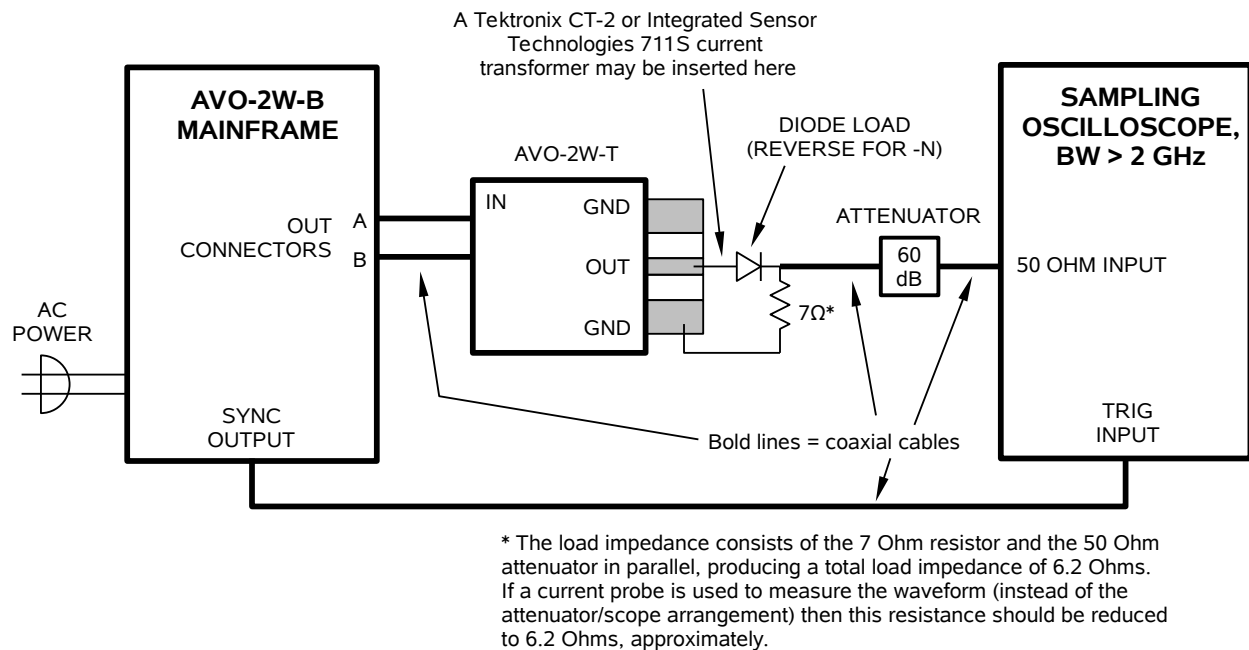 A Tektronix CT-2 or Integrated Sensor
Technologies 711S current
transformer may be inserted here
AVO-2W-B
MAINFRAME
SAMPLING
OSCILLOSCOPE,
BW > 2 GHz
DIODE LOAD
(REVERSE FOR -N)
AVO-2W-T
IN
GND
OUT
GND
OUT
CONNECTORS
A
B
ATTENUATOR
60
dB
50 OHM INPUT
7Ω*
AC
POWER
SYNC
OUTPUT
TRIG
INPUT
Bold lines = coaxial cables
* The load impedance consists of the 7 Ohm resistor and the 50 Ohm
attenuator in parallel, producing a total load impedance of 6.2 Ohms.
If a current probe is used to measure the waveform (instead of the
attenuator/scope arrangement) then this resistance should be reduced
to 6.2 Ohms, approximately.